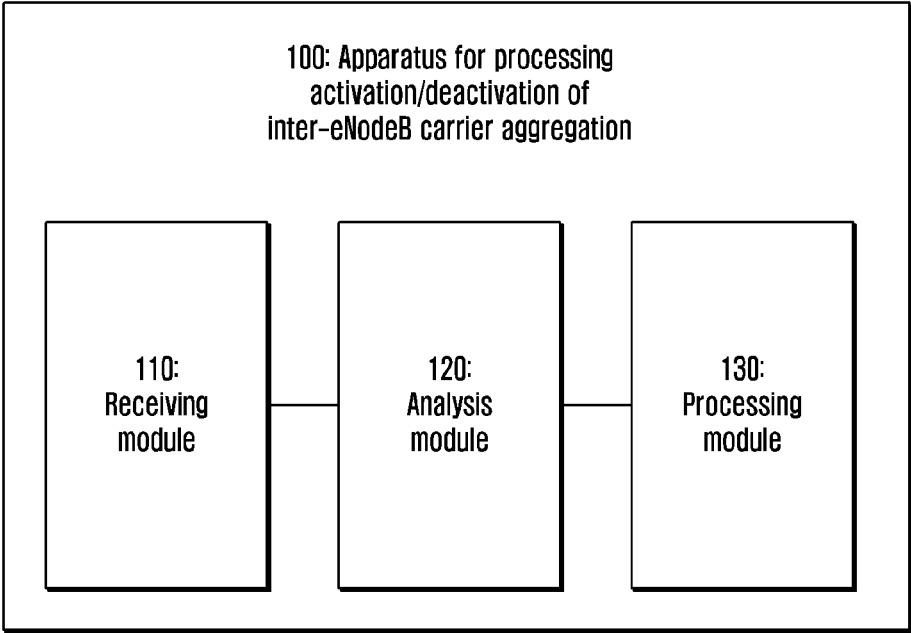 100: Apparatus for processing
activation/deactivation of
inter-eNodeB carrier aggregation
110:
Receiving
module
120:
Analysis
module
130:
Processing
module